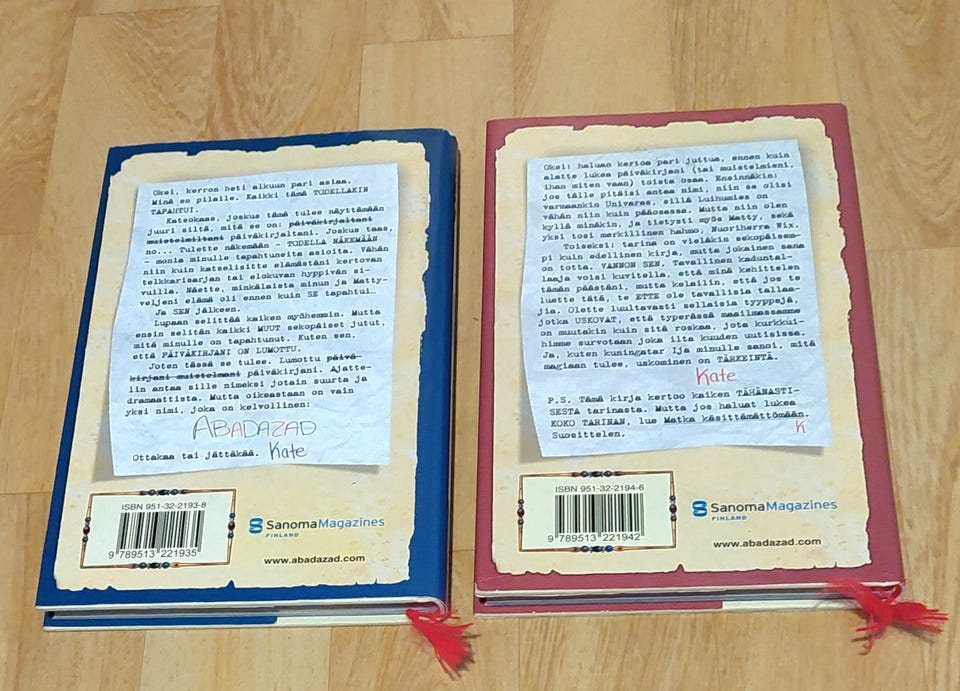 Okei, kerron heti alkuun pari asiaa.
Minä en pilaile. Kaikki tämä TODELLAKIN
TAPAHTUI.
Katsokaas, joskus tämä tulee näyttämään
juuri siltä, mitä se on: päiväkirjaltani
muistelmiltani päiväkirjaltani. Joskus taas,
no... Tulette näkemään - TODELLA NÄKEMÄÄN
- monia minulle tapahtuneita asioita. Vähän
niin kuin katselisitte elämästäni kertovan
telkkarisarjan tai elokuvan hyppivän si-
vuilla. Näette, minkälaista minun ja Matty-
veljeni elämä oli ennen kuin SE tapahtui…
Ja SEN jälkeen.
Lupaan selittää kaiken myöhemmin. Mutta
ensin selitän kaikki MUUT sekopäiset jutut,
mitä minulle on tapahtunut. Kuten sen,
että PÄIVÄKIRJANI ON LUMOTTU.
Joten tässä se tulee. Lumottu päivä-
kirjani muistelmani päiväkirjani. Ajatte-
lin antaa sille nimeksi jotain suurta ja
dramaattista. Mutta oikeastaan on vain
yksi nimi, joka on kelvollinen:
ABADAZAD
Ottakaa tai jättäkää. Kate
ISBN 951-32-2193-8
9 789513 221935
SanomaMagazines
FINLAND
www.abadazad.com
Okei: haluan kertoa pari juttua, ennen kuin
alatte lukea päiväkirjani (tai muistelmieni,
ihan miten vaan) toista osaa. Ensinnäkin:
jos tälle pitäisi antaa nimi, niin se olisi
varmaankin Univaras, sillä Luihumies on
vähän niin kuin pääosassa. Mutta niin olen
kyllä minäkin, ja tietysti myös Matty, sekä
yksi tosi merkillinen hahmo, Nuoriherra Wix.
Toiseksi: tarina on vieläkin sekopäisem-
pi kuin edellinen kirja, mutta jokainen sana
on totta. VANNON SEN. Tavallinen kaduntal-
laaja voisi kuvitella, että minä kehittelen
tämän päästäni, mutta kelailin, että jos te
luette tätä, te ETTE ole tavallisia tallaa-
jia. Olette luultavasti sellaisia tyyppejä,
jotka USKOVAT, että typerässä maailmassamme
on muutakin kuin sitä roskaa, jota kurkkui-
himme survotaan joka ilta kuuden uutisissa.
Ja, kuten kuningatar Ija minulle sanoi, mitä
magiaan tulee, uskominen on TÄRKEINTÄ.
Kate
P.S. Tämä kirja kertoo kaiken TÄHÄNASTI-
SESTA tarinasta. Mutta jos haluat lukea
KOKO TARINAN, lue Matka käsittämättömään.
Suosittelen. K
ISBN 951-32-2194-6
9 789513 221942
SanomaMagazines
FINLAND
www.abadazad.com